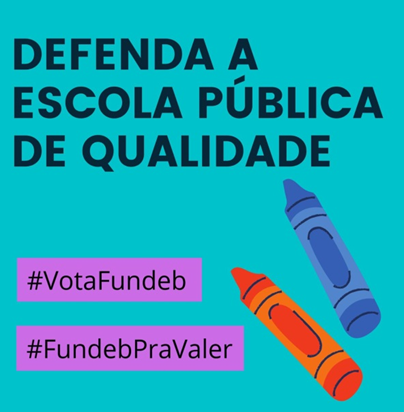 DEFENDA A
ESCOLA PÚBLICA
DE QUALIDADE
#VotaFundeb
#FundebPraValer